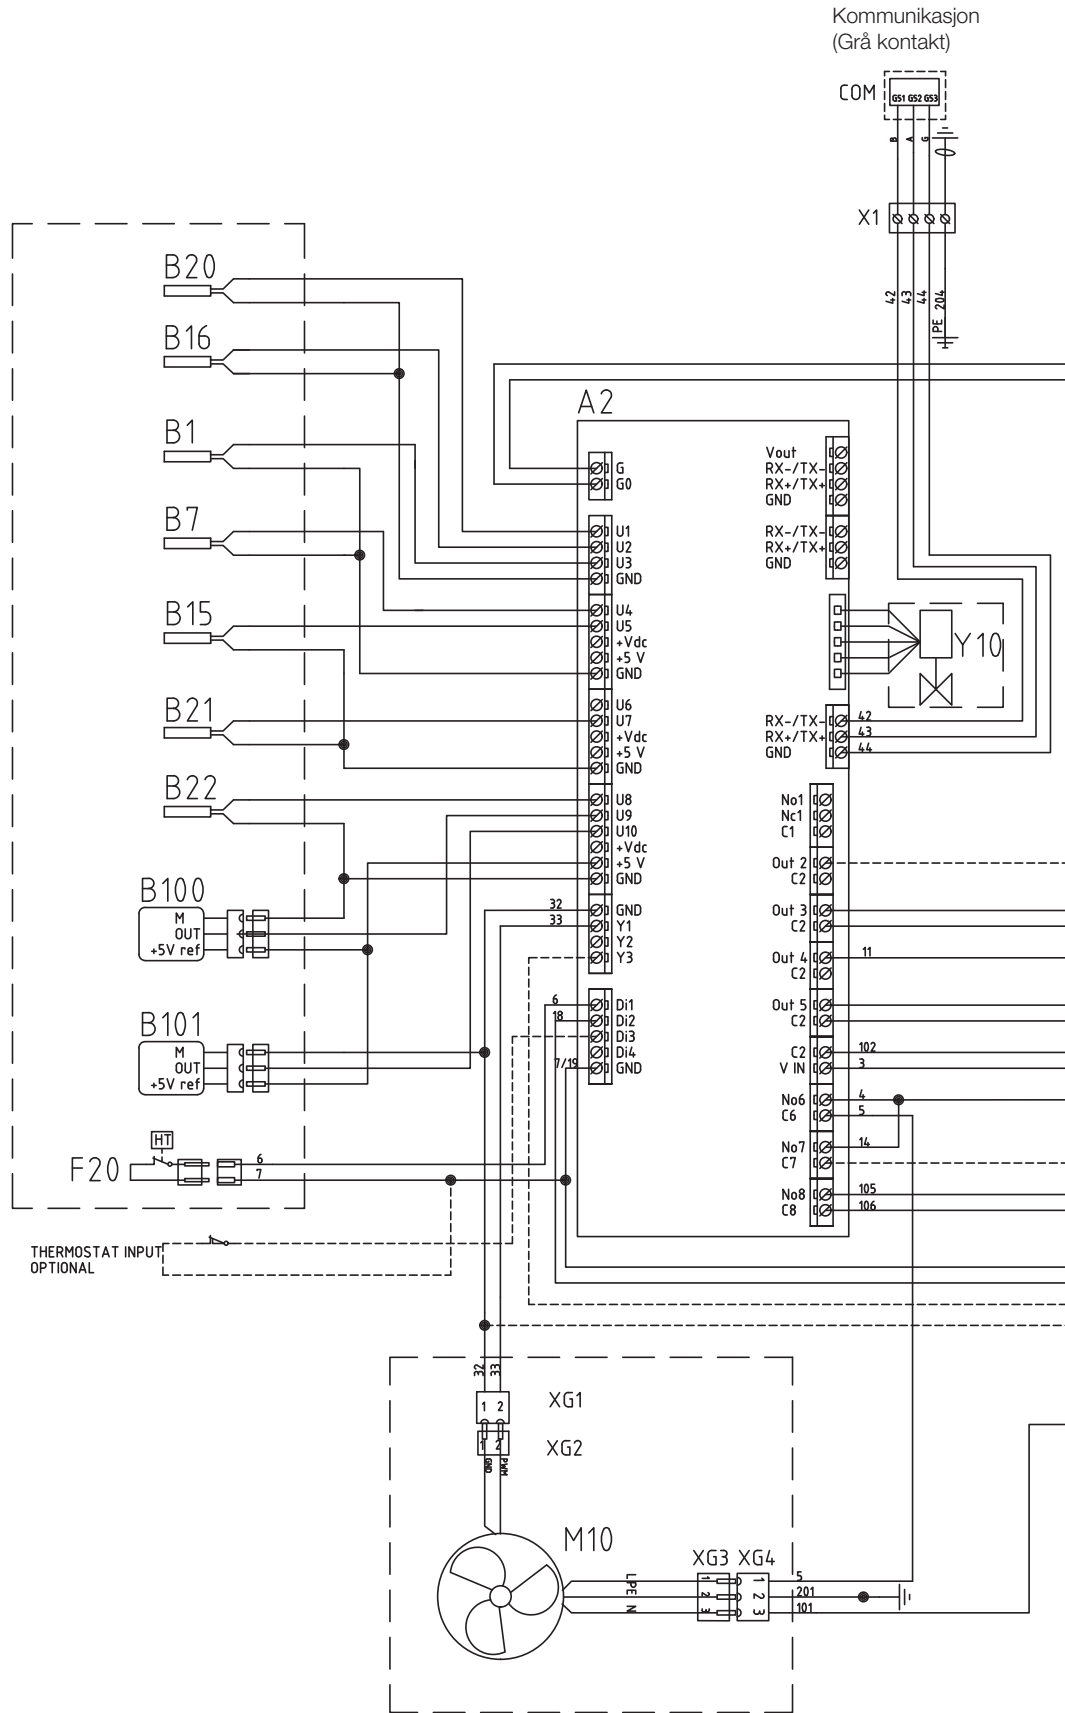 Kommunikasjon
(Grå kontakt)
COM
G51 G52 G53
B A G
X1
42 43 44 PE 204
B20
B16
B1
B7
B15
B21
B22
B100
M
OUT
+5V ref
B101
M
OUT
+5V ref
HT
F20
6
7
THERMOSTAT INPUT
OPTIONAL
A2
G
G0
U1
U2
U3
GND
U4
U5
+Vdc
+5 V
GND
U6
U7
+Vdc
+5 V
GND
U8
U9
U10
+Vdc
+5 V
GND
32 GND
33 Y1
Y2
Y3
6 Di1
18 Di2
Di3
Di4
7/19 GND
Vout
RX-/TX-
RX+/TX+
GND
RX-/TX-
RX+/TX+
GND
Y10
RX-/TX- 42
RX+/TX+ 43
GND 44
No1
Nc1
C1
Out 2
C2
Out 3
C2
Out 4 11
C2
Out 5
C2
C2 102
V IN 3
No6 4
C6 5
No7 14
C7
No8 105
C8 106
32 33
1 2 XG1
1 2 XG2
GND PWM
M10
XG3 XG4
L 1 1 5
PE 2 2 201
N 3 3 101